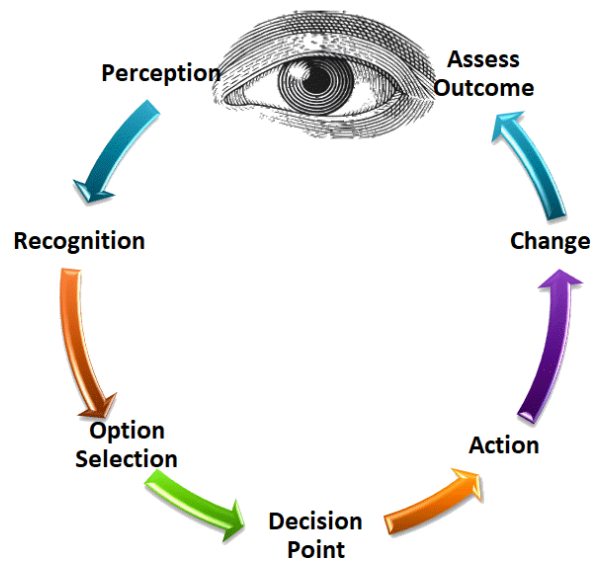 Perception
Assess
Outcome
Recognition
Change
Option
Selection
Action
Decision
Point